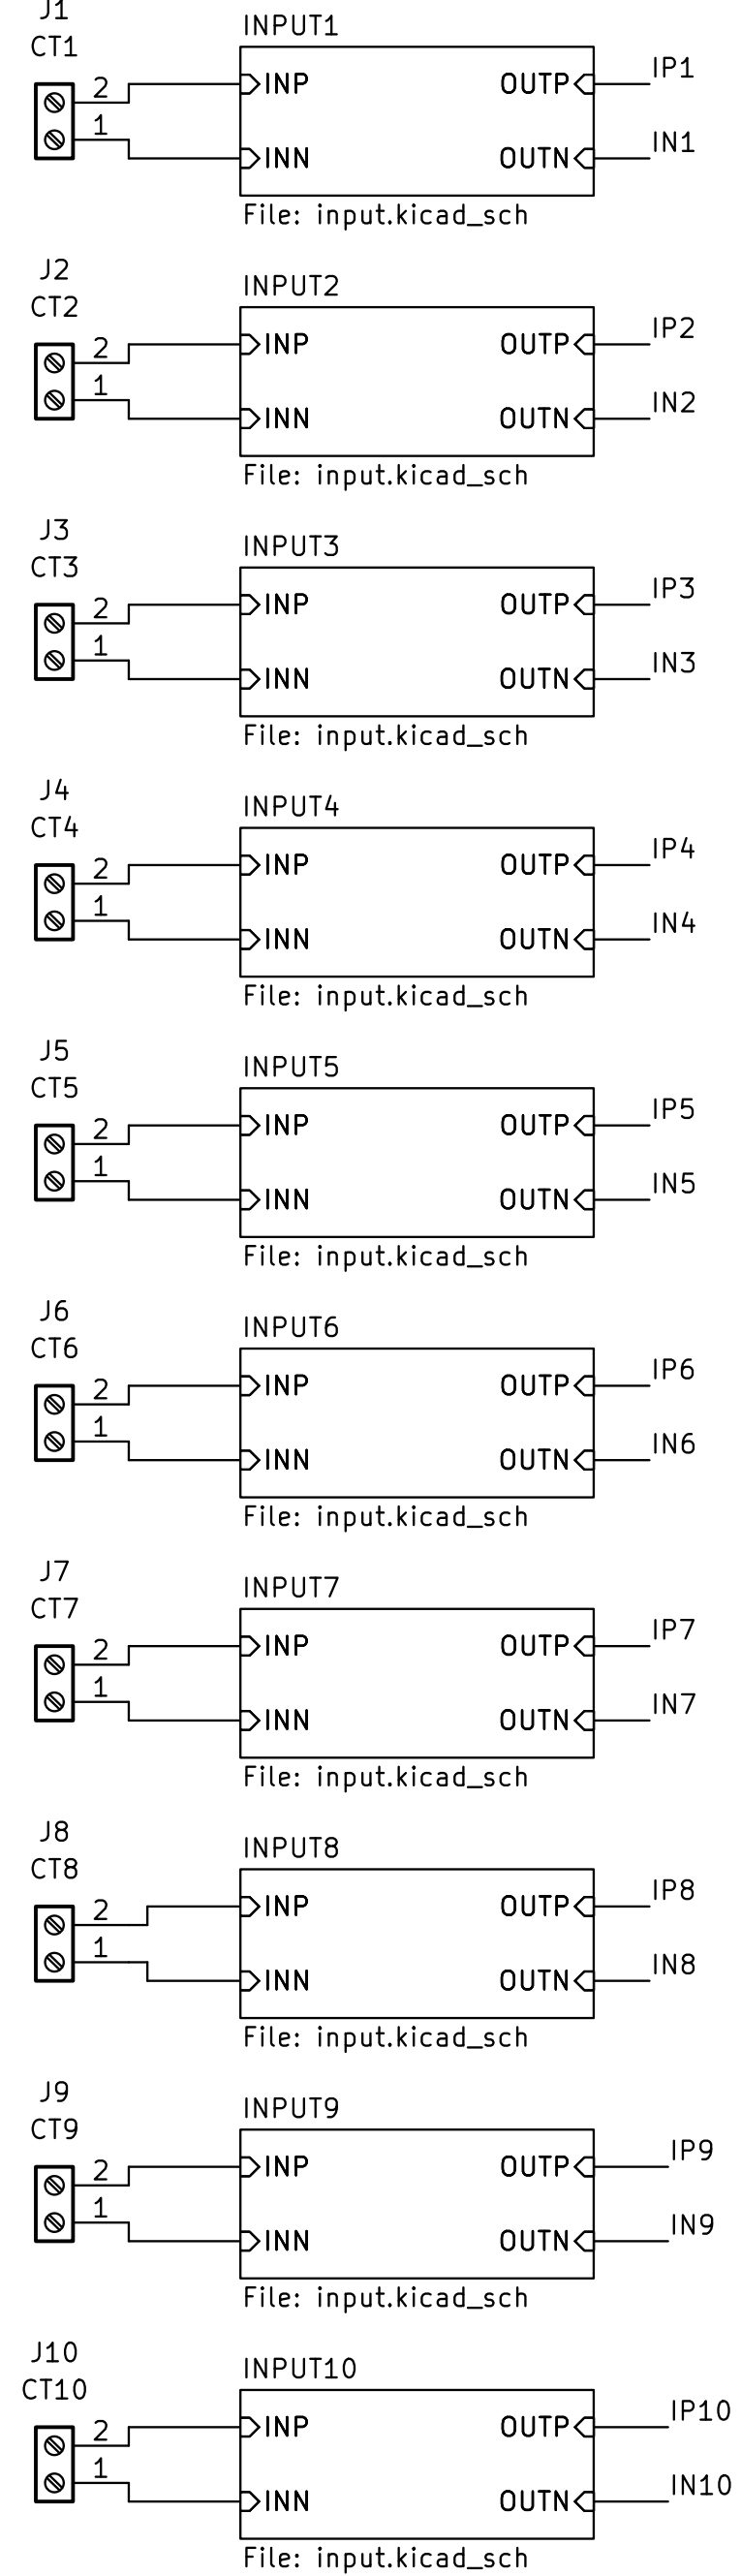 J1
CT1
INPUT1
2
INP OUTP IP1
1
INN OUTN IN1
File: input.kicad_sch
J2
CT2
INPUT2
2
INP OUTP IP2
1
INN OUTN IN2
File: input.kicad_sch
J3
CT3
INPUT3
2
INP OUTP IP3
1
INN OUTN IN3
File: input.kicad_sch
J4
CT4
INPUT4
2
INP OUTP IP4
1
INN OUTN IN4
File: input.kicad_sch
J5
CT5
INPUT5
2
INP OUTP IP5
1
INN OUTN IN5
File: input.kicad_sch
J6
CT6
INPUT6
2
INP OUTP IP6
1
INN OUTN IN6
File: input.kicad_sch
J7
CT7
INPUT7
2
INP OUTP IP7
1
INN OUTN IN7
File: input.kicad_sch
J8
CT8
INPUT8
2
INP OUTP IP8
1
INN OUTN IN8
File: input.kicad_sch
J9
CT9
INPUT9
2
INP OUTP IP9
1
INN OUTN IN9
File: input.kicad_sch
J10
CT10
INPUT10
2
INP OUTP IP10
1
INN OUTN IN10
File: input.kicad_sch